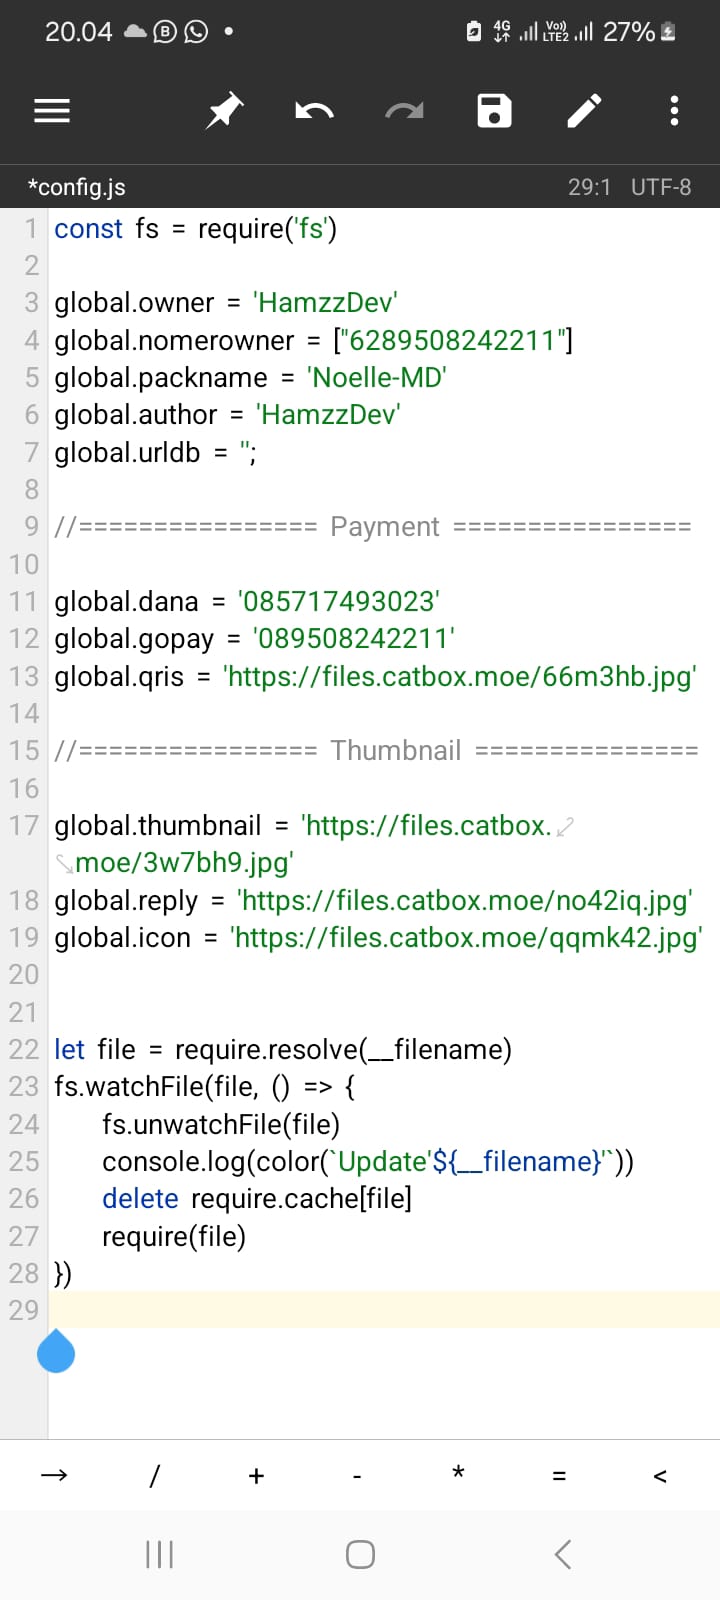 20.04 4G Vo)) LTE2 27%
*config.js 29:1 UTF-8
1 const fs = require('fs')
2
3 global.owner = 'HamzzDev'
4 global.nomerowner = ["6289508242211"]
5 global.packname = 'Noelle-MD'
6 global.author = 'HamzzDev'
7 global.urldb = '';
8
9 //================ Payment ================
10
11 global.dana = '085717493023'
12 global.gopay = '089508242211'
13 global.qris = 'https://files.catbox.moe/66m3hb.jpg'
14
15 //================ Thumbnail ===============
16
17 global.thumbnail = 'https://files.catbox.
moe/3w7bh9.jpg'
18 global.reply = 'https://files.catbox.moe/no42iq.jpg'
19 global.icon = 'https://files.catbox.moe/qqmk42.jpg'
20
21
22 let file = require.resolve(__filename)
23 fs.watchFile(file, () => {
24 fs.unwatchFile(file)
25 console.log(color(`Update'${__filename}'`))
26 delete require.cache[file]
27 require(file)
28 })
29
→ / + - * = <